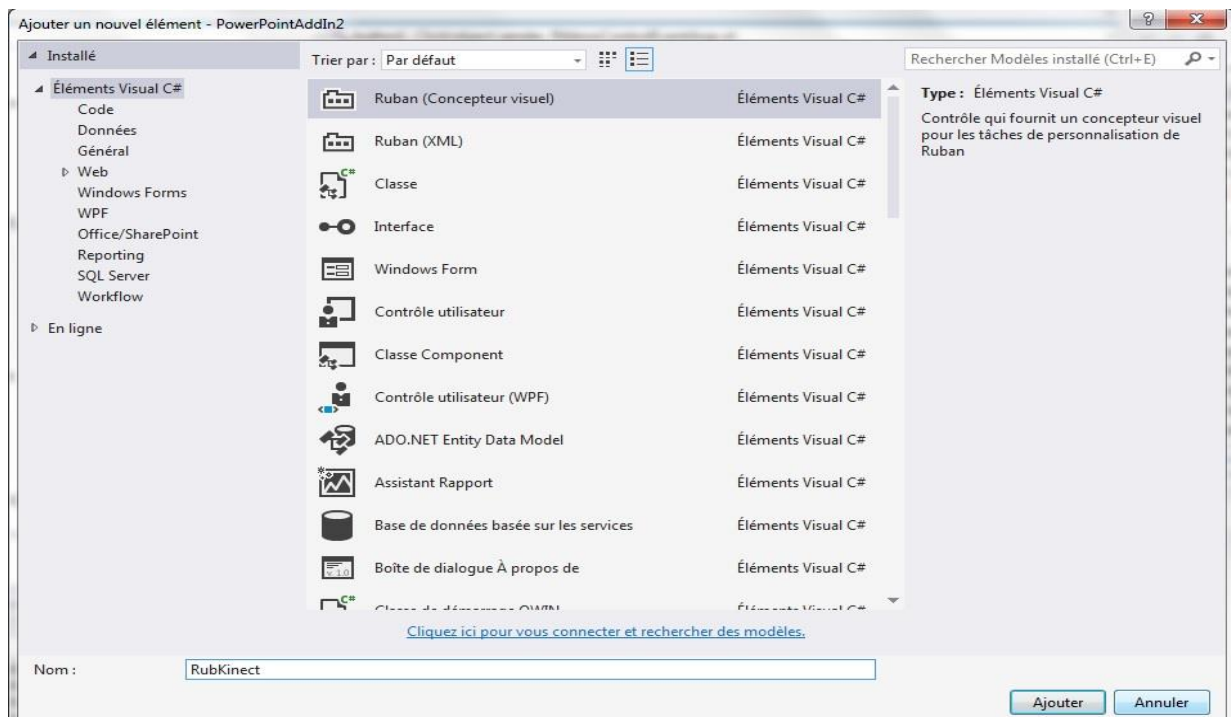 Ajouter un nouvel élément - PowerPointAddIn2
Installé
Éléments Visual C#
Code
Données
Général
Web
Windows Forms
WPF
Office/SharePoint
Reporting
SQL Server
Workflow
En ligne
Trier par : Par défaut
Ruban (Concepteur visuel) Éléments Visual C#
Ruban (XML) Éléments Visual C#
Classe Éléments Visual C#
Interface Éléments Visual C#
Windows Form Éléments Visual C#
Contrôle utilisateur Éléments Visual C#
Classe Component Éléments Visual C#
Contrôle utilisateur (WPF) Éléments Visual C#
ADO.NET Entity Data Model Éléments Visual C#
Assistant Rapport Éléments Visual C#
Base de données basée sur les services Éléments Visual C#
Boîte de dialogue À propos de Éléments Visual C#
Classe de démarrage OWIN Éléments Visual C#
Cliquez ici pour vous connecter et rechercher des modèles.
Rechercher Modèles installé (Ctrl+E)
Type : Éléments Visual C#
Contrôle qui fournit un concepteur visuel
pour les tâches de personnalisation de
Ruban
Nom : RubKinect
Ajouter Annuler